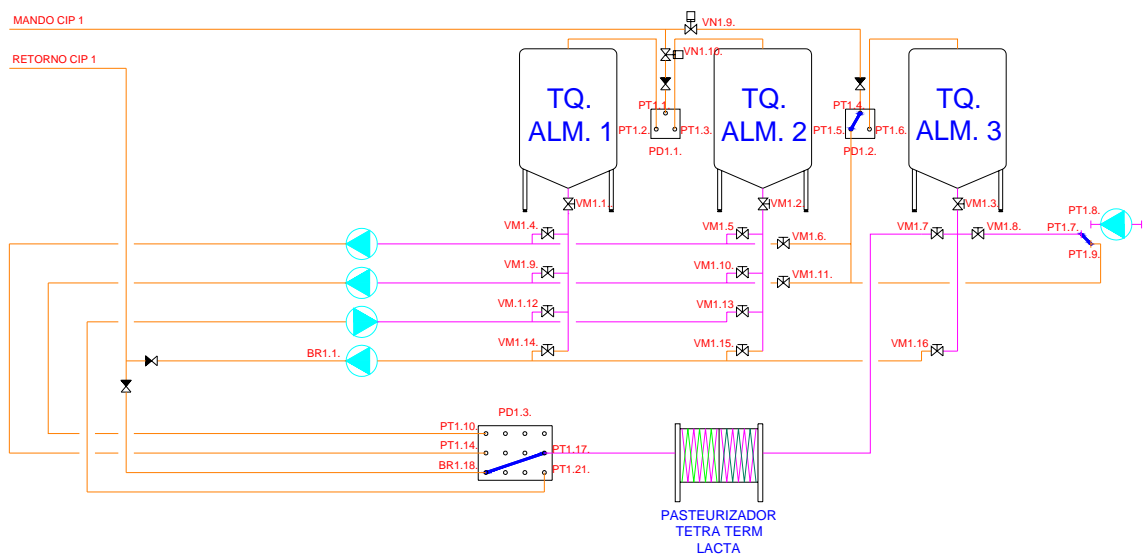 MANDO CIP 1
VN1.9.
RETORNO CIP 1
VN1.10.
TQ.
ALM. 1
TQ.
ALM. 2
TQ.
ALM. 3
PT1.1.
PT1.2.
PT1.3.
PD1.1.
PT1.4.
PT1.5.
PT1.6.
PD1.2.
VM1.1.
VM1.2.
VM1.3.
VM1.4.
VM1.5
VM1.6.
VM1.7
VM1.8.
PT1.8.
PT1.7.
PT1.9.
VM1.9.
VM1.10.
VM1.11.
VM.1.12
VM1.13
VM1.14.
VM1.15.
VM1.16
BR1.1.
PD1.3.
PT1.10.
PT1.14.
PT1.17.
BR1.18.
PT1.21.
PASTEURIZADOR
TETRA TERM
LACTA